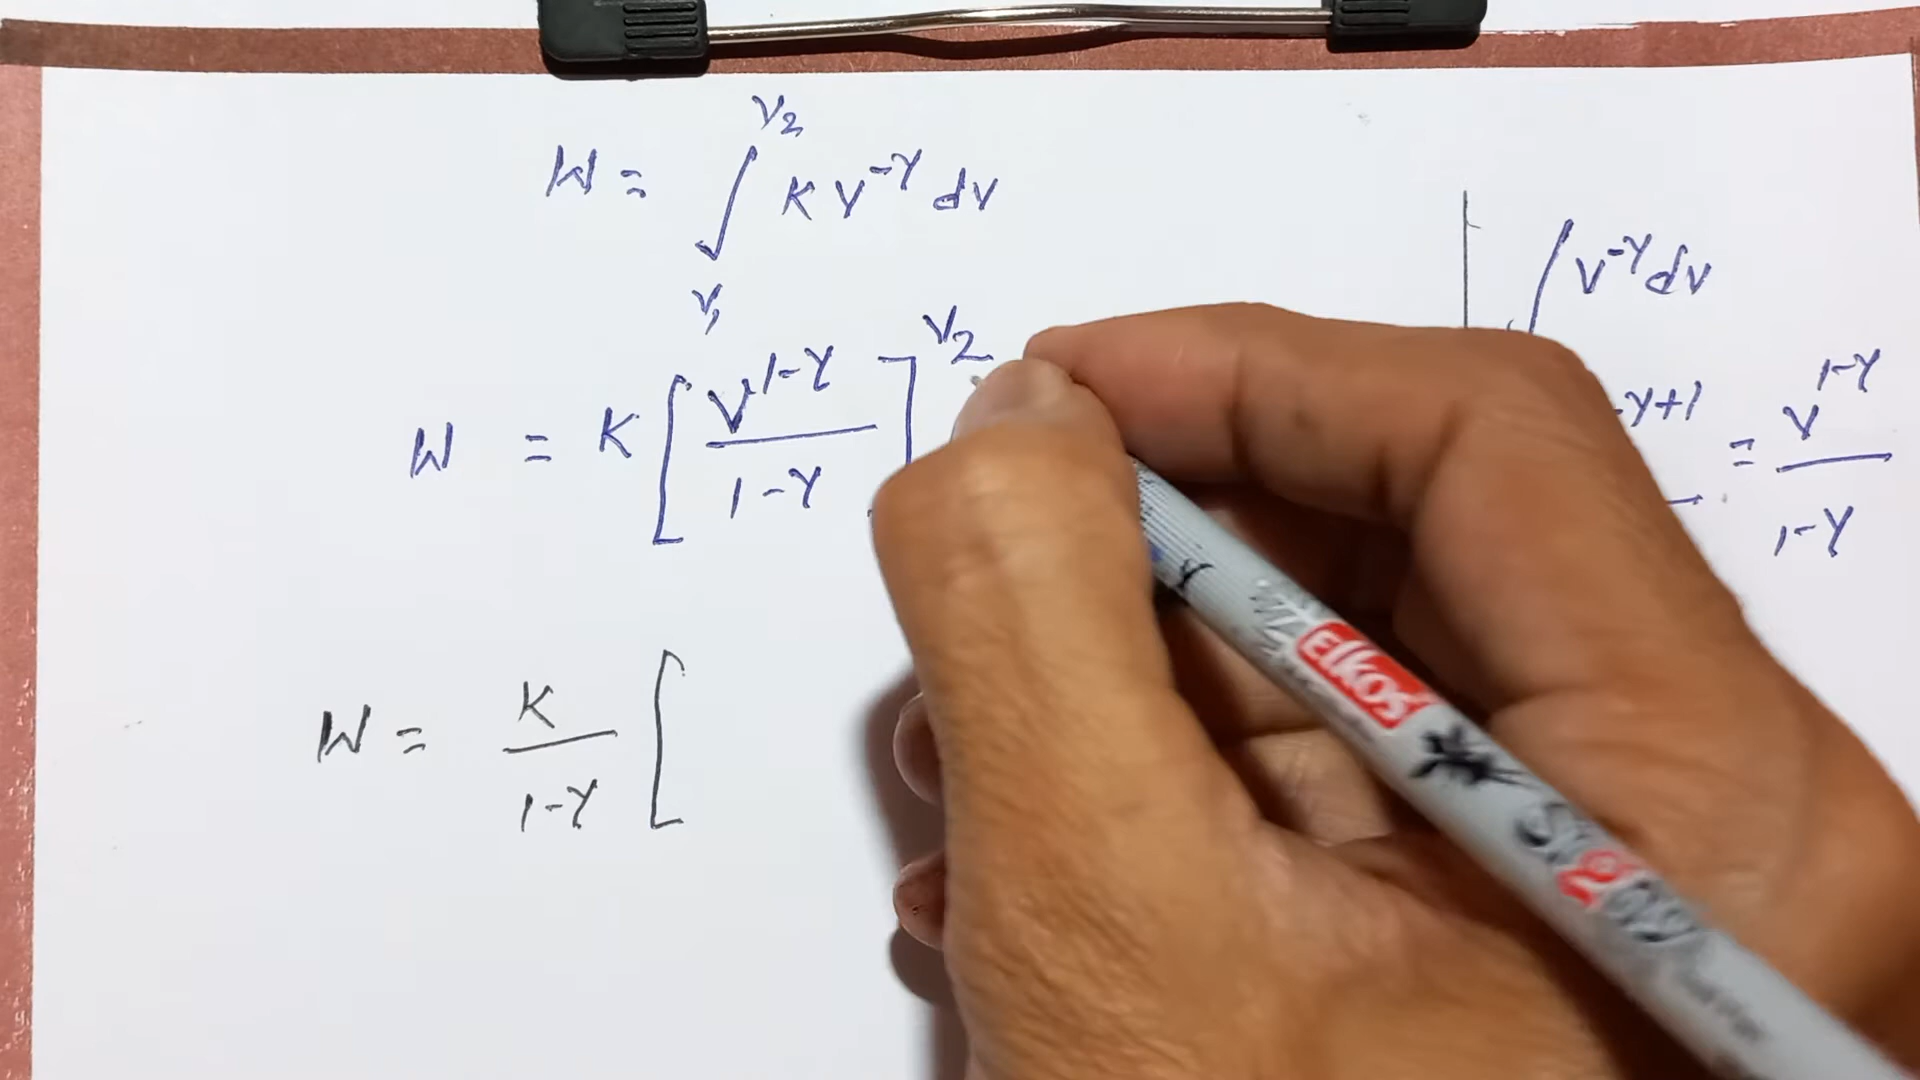 V2
W = ∫ K V^-γ dV
V1
W = K [ V^1-γ / 1-γ ] V2
W = K / 1-γ [
∫ V^-γ dV
-γ+1 = V^1-γ / 1-γ
elkos